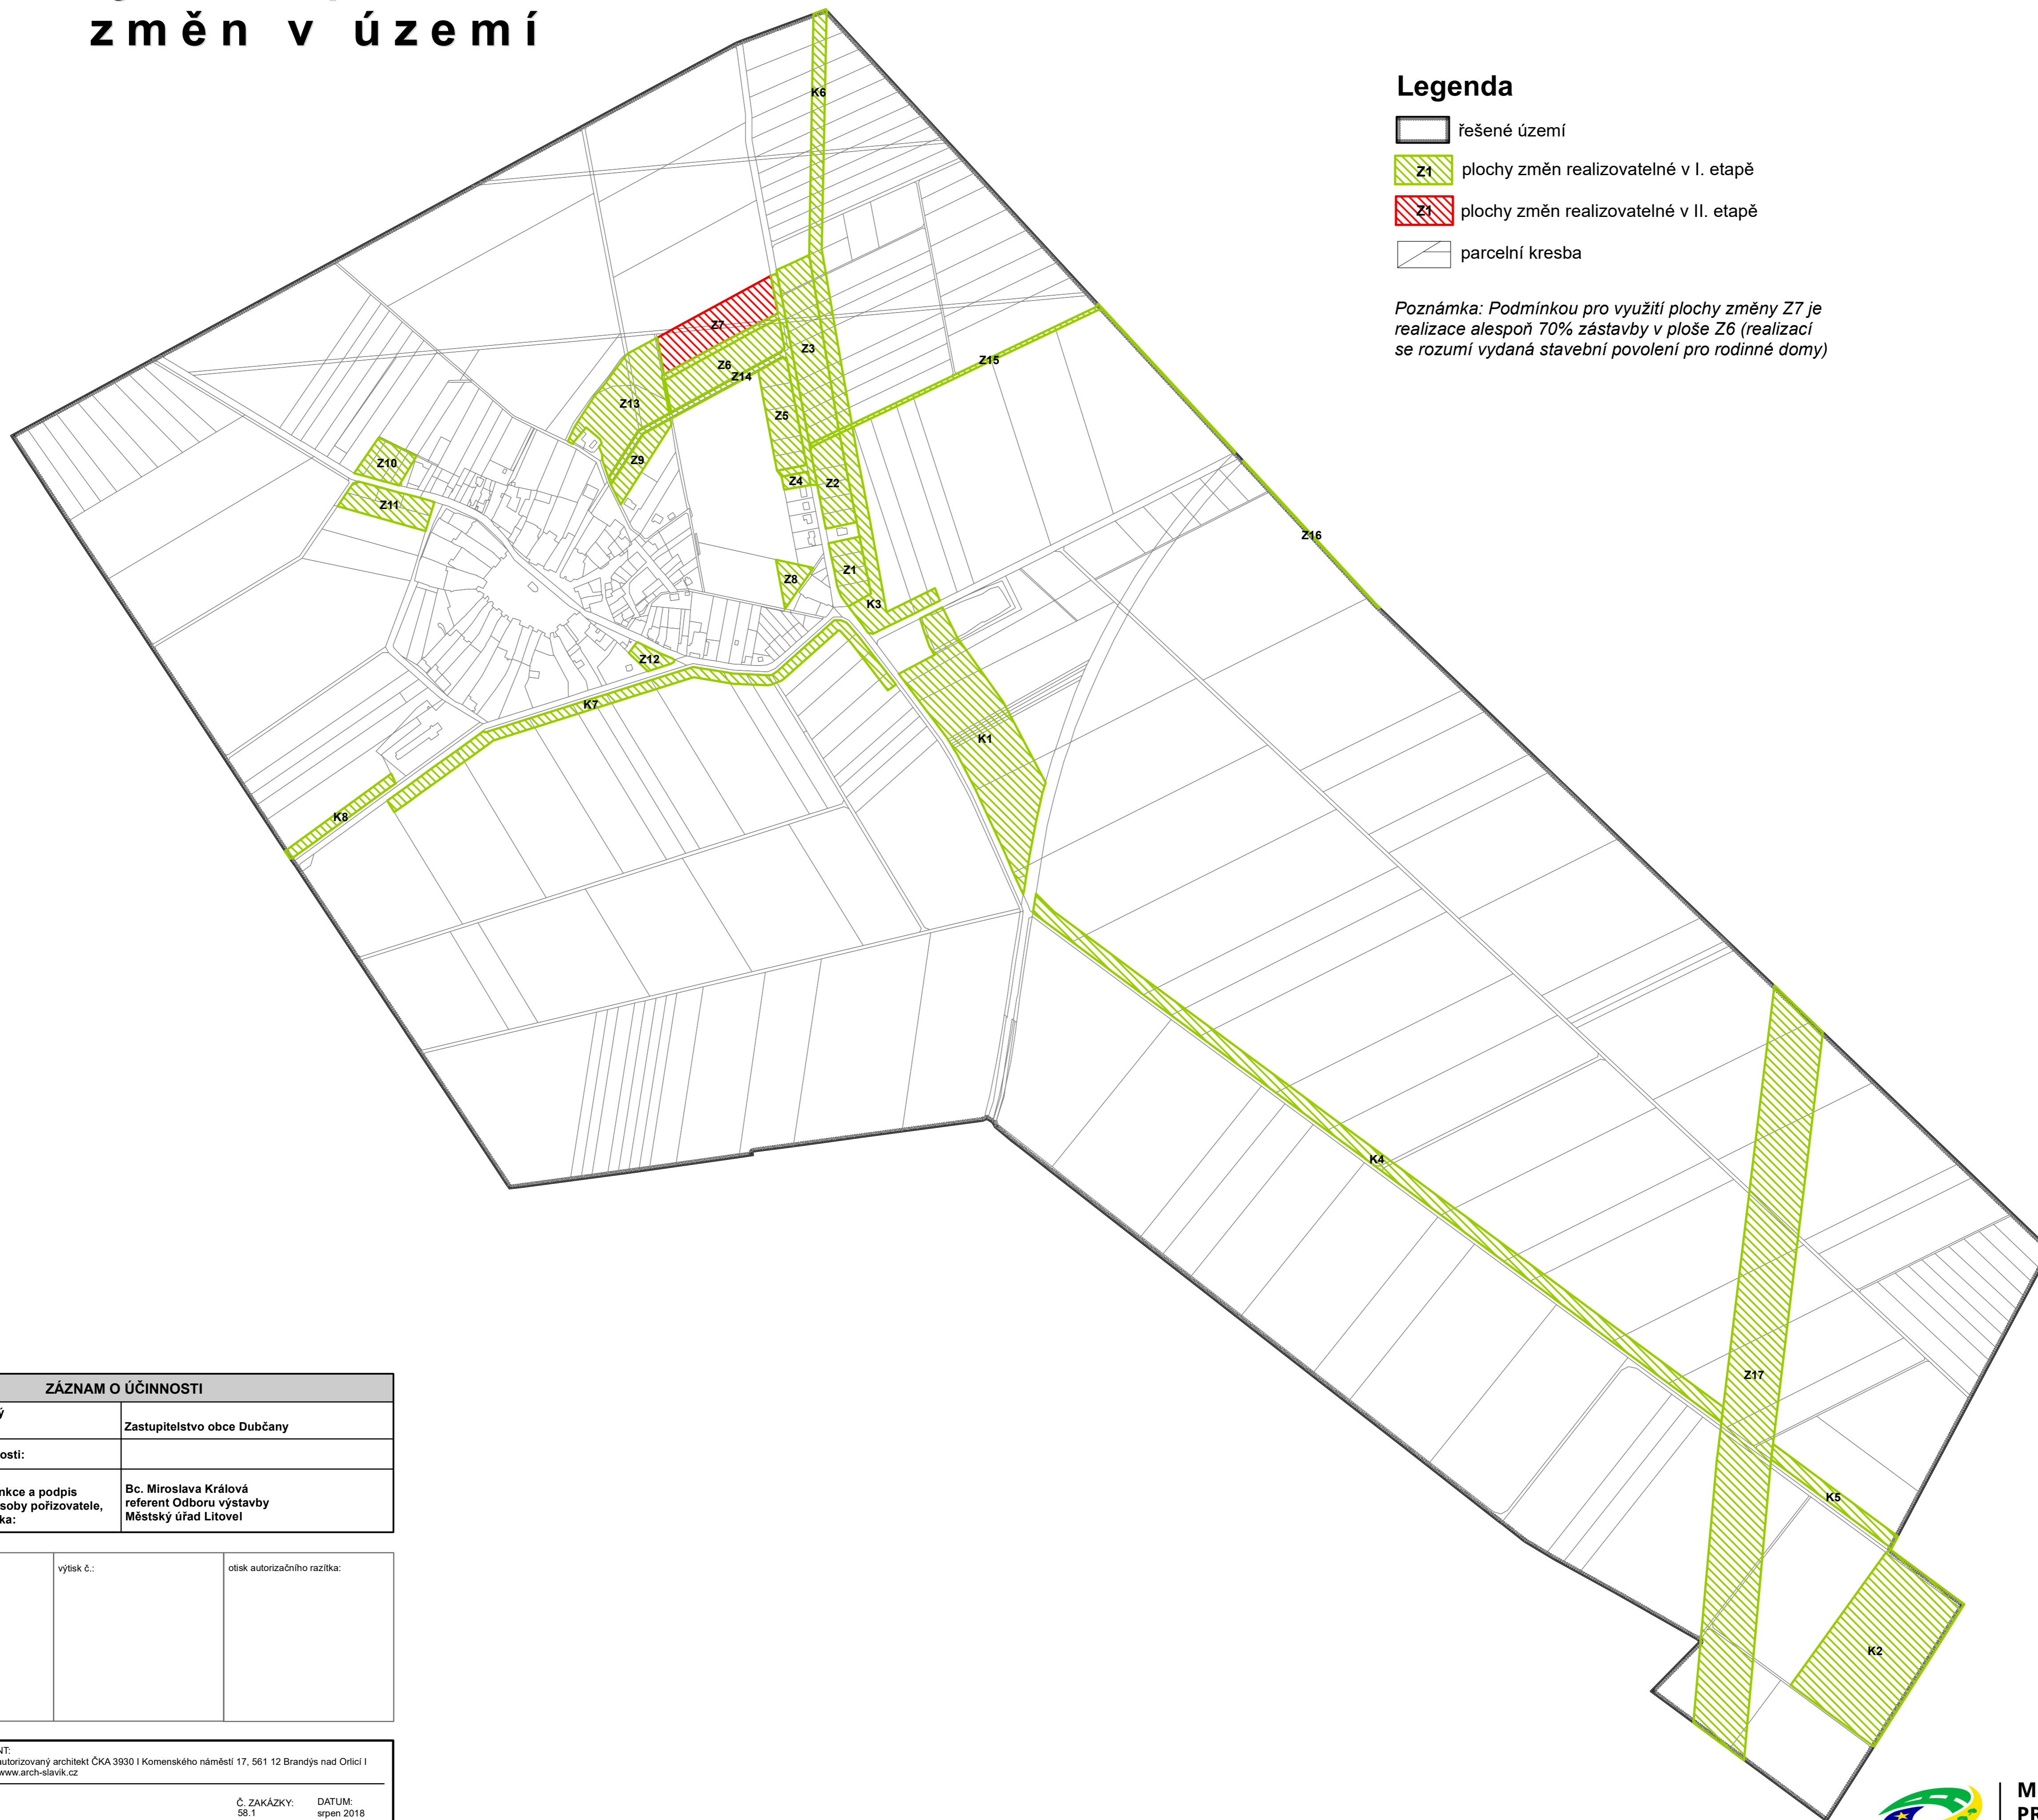 změn v území
Legenda
řešené území
Z1 plochy změn realizovatelné v I. etapě
Z1 plochy změn realizovatelné v II. etapě
parcelní kresba
Poznámka: Podmínkou pro využití plochy změny Z7 je
realizace alespoň 70% zástavby v ploše Z6 (realizací
se rozumí vydaná stavební povolení pro rodinné domy)
K6
Z7
Z3
Z6
Z15
Z14
Z13
Z5
Z9
Z10
Z4
Z2
Z11
Z16
Z1
Z8
K3
Z12
K7
K1
K8
K4
Z17
K5
K2
ZÁZNAM O ÚČINNOSTI
ý
Zastupitelstvo obce Dubčany
osti:
nkce a podpis
soby pořizovatele,
ka:
Bc. Miroslava Králová
referent Odboru výstavby
Městský úřad Litovel
výtisk č.:
otisk autorizačního razítka:
NT:
autorizovaný architekt ČKA 3930 I Komenského náměstí 17, 561 12 Brandýs nad Orlicí I
www.arch-slavik.cz
Č. ZAKÁZKY:
58.1
DATUM:
srpen 2018